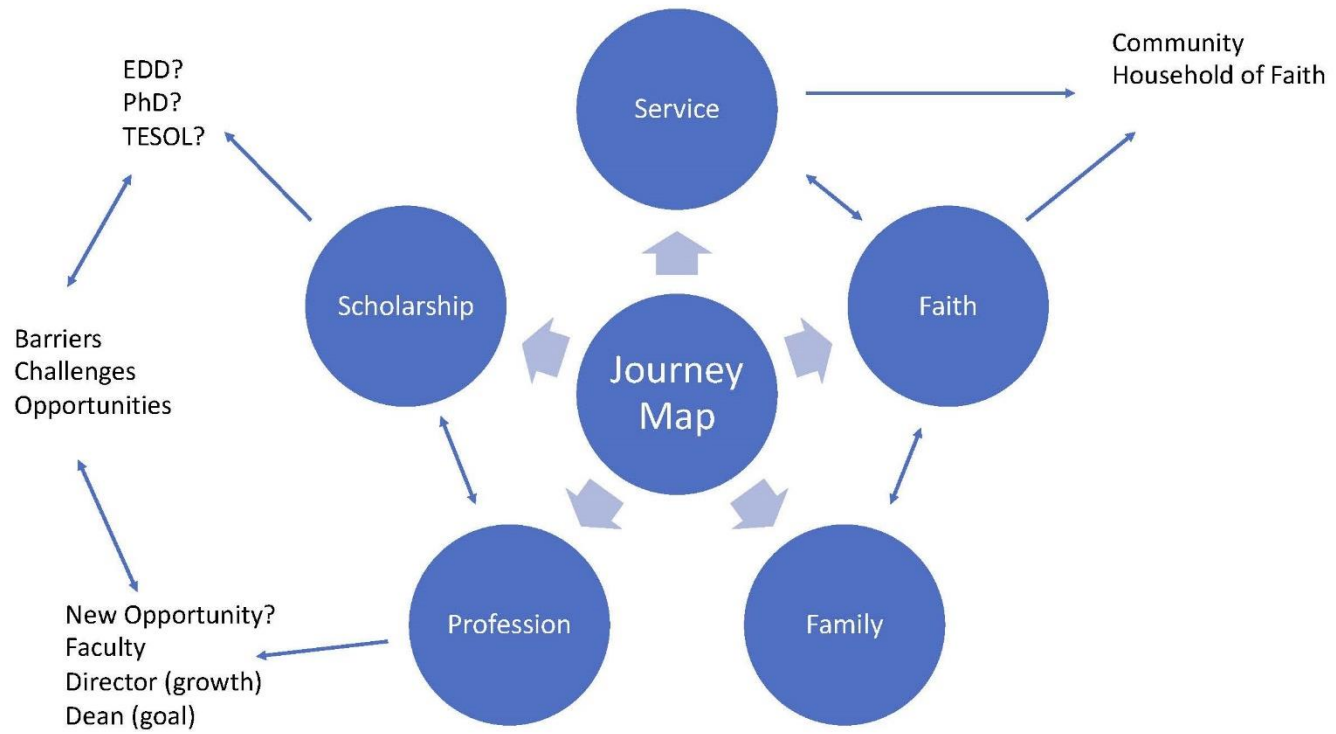 EDD?
PhD?
TESOL?
Service
Community
Household of Faith
Scholarship
Faith
Barriers
Challenges
Opportunities
Journey
Map
New Opportunity?
Faculty
Director (growth)
Dean (goal)
Profession
Family